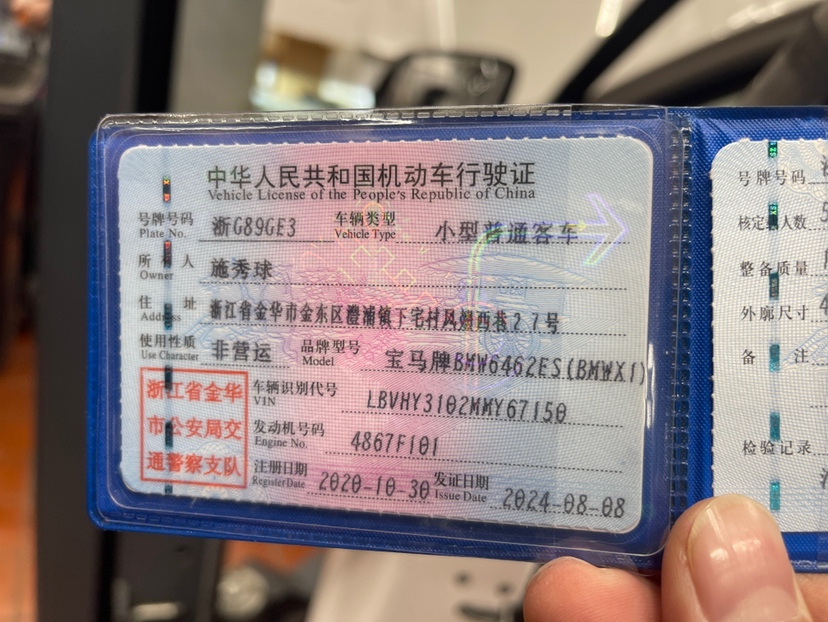 中华人民共和国机动车行驶证
Vehicle License of the People's Republic of China
号牌号码 浙G89GE3 车辆类型 小型普通客车
Plate No. Vehicle Type
所 人 施秀球
Owner
住 址 浙江省金华市金东区澧浦镇下宅村凤 西巷27号
Address
使用性质 非营运 品牌型号 宝马牌BMW6462ES(BMWX1)
Use Character Model
浙江省金华
市公安局交
通警察支队
车辆识别代号 LBVHY3102MMY67150
VIN
发动机号码 4867F101
Engine No.
注册日期 2020-10-30 发证日期 2024-08-08
Register Date Issue Date
号牌号码
核定 人数 5
整备质量
外廓尺寸 4
备 注
检验记录